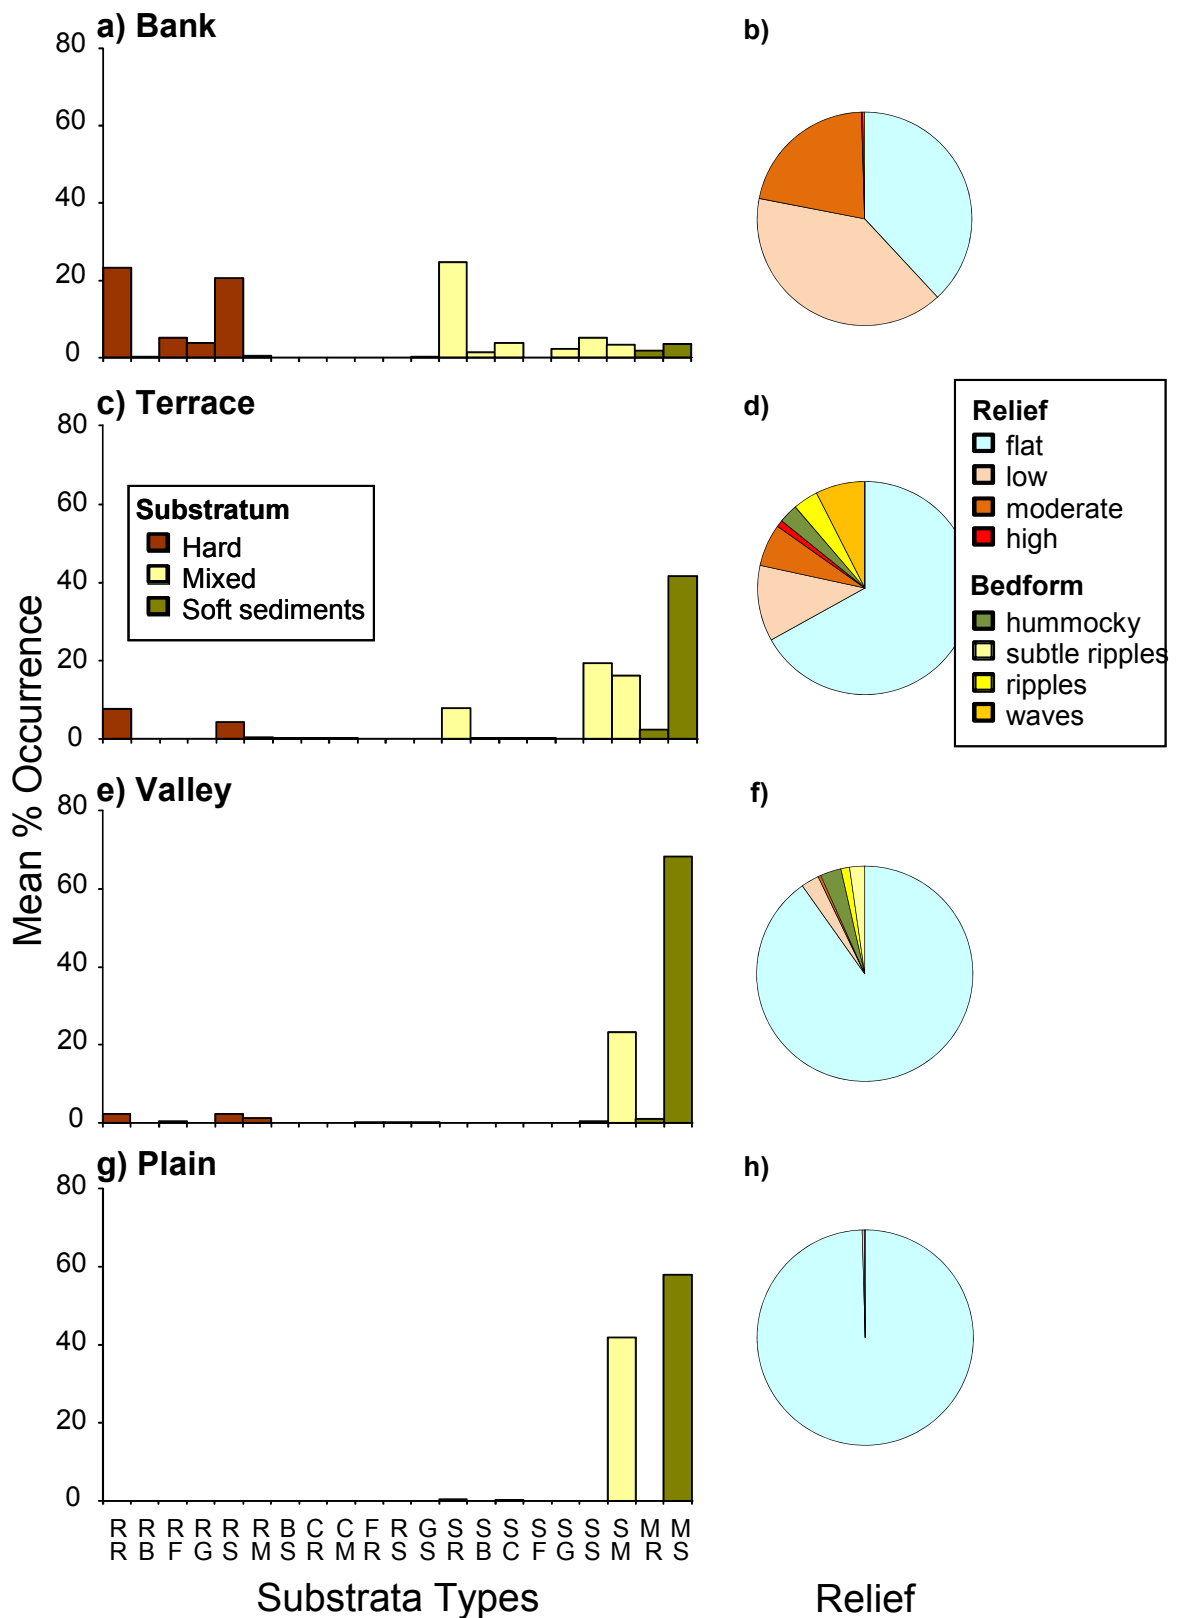 a) Bank
b)
80
60
40
20
0
c) Terrace
d)
80
60
40
20
0
Substratum
Hard
Mixed
Soft sediments
Relief
flat
low
moderate
high
Bedform
hummocky
subtle ripples
ripples
waves
Mean % Occurrence
e) Valley
f)
80
60
40
20
0
g) Plain
h)
80
60
40
20
0
R R R R R R B C C F R G S S S S S S S M M
R B F G S M S R M R S S R B C F G S M R S
Substrata Types
Relief